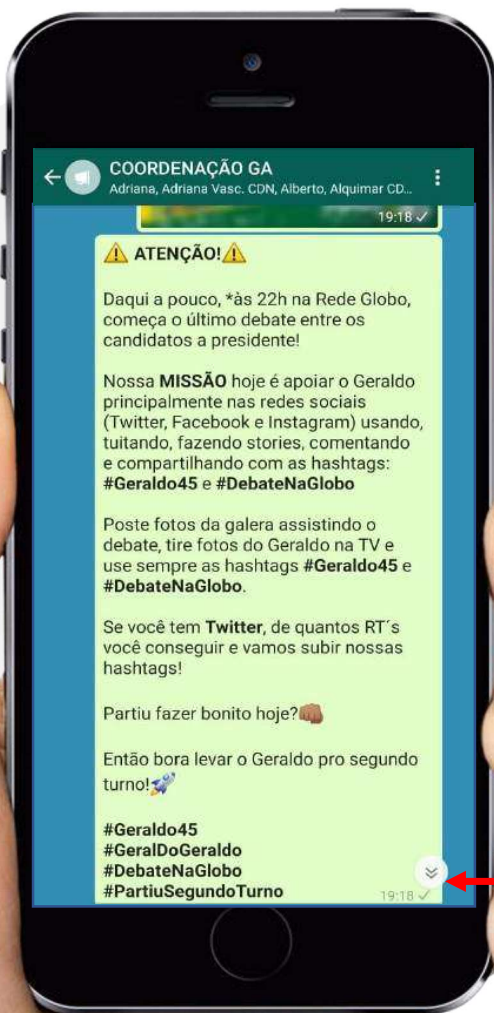 COORDENAÇÃO GA
Adriana, Adriana Vasc. CDN, Alberto, Alquimar CD...
19:18
⚠️ ATENÇÃO!⚠️
Daqui a pouco, *às 22h na Rede Globo,
começa o último debate entre os
candidatos a presidente!
Nossa MISSÃO hoje é apoiar o Geraldo
principalmente nas redes sociais
(Twitter, Facebook e Instagram) usando,
tuitando, fazendo stories, comentando
e compartilhando com as hashtags:
#Geraldo45 e #DebateNaGlobo
Poste fotos da galera assistindo o
debate, tire fotos do Geraldo na TV e
use sempre as hashtags #Geraldo45 e
#DebateNaGlobo.
Se você tem Twitter, de quantos RT´s
você conseguir e vamos subir nossas
hashtags!
Partiu fazer bonito hoje?👊🏽
Então bora levar o Geraldo pro segundo
turno!🚀
#Geraldo45
#GeralDoGeraldo
#DebateNaGlobo
#PartiuSegundoTurno
19:18